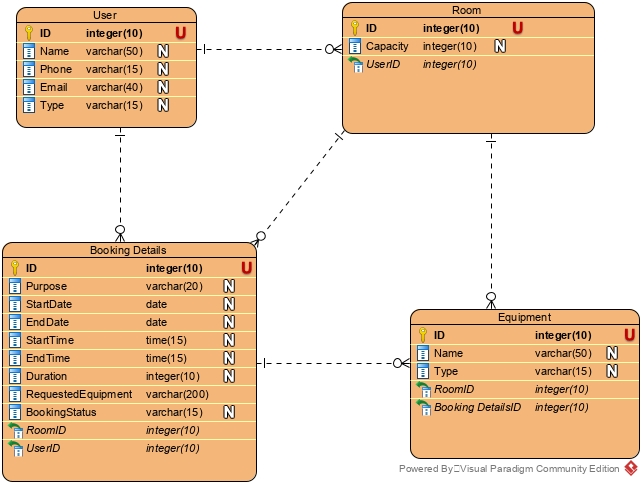 User
ID integer(10) U
Name varchar(50) N
Phone varchar(15) N
Email varchar(40) N
Type varchar(15) N
Room
ID integer(10) U
Capacity integer(10) N
UserID integer(10)
Booking Details
ID integer(10) U
Purpose varchar(20) N
StartDate date N
EndDate date N
StartTime time(15) N
EndTime time(15) N
Duration integer(10) N
RequestedEquipment varchar(200)
BookingStatus varchar(15) N
RoomID integer(10)
UserID integer(10)
Equipment
ID integer(10) U
Name varchar(50) N
Type varchar(15) N
RoomID integer(10)
Booking DetailsID integer(10)
Powered By Visual Paradigm Community Edition